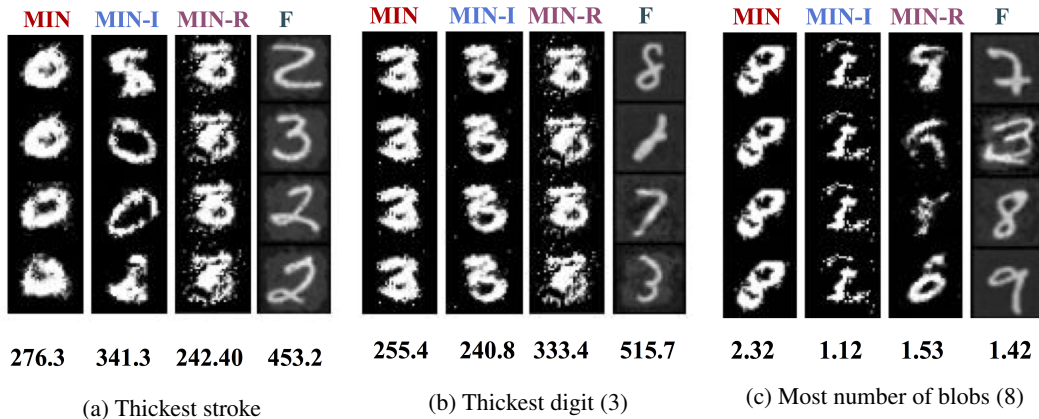 MIN MIN-I MIN-R F
276.3 341.3 242.40 453.2
(a) Thickest stroke
MIN MIN-I MIN-R F
255.4 240.8 333.4 515.7
(b) Thickest digit (3)
MIN MIN-I MIN-R F
2.32 1.12 1.53 1.42
(c) Most number of blobs (8)